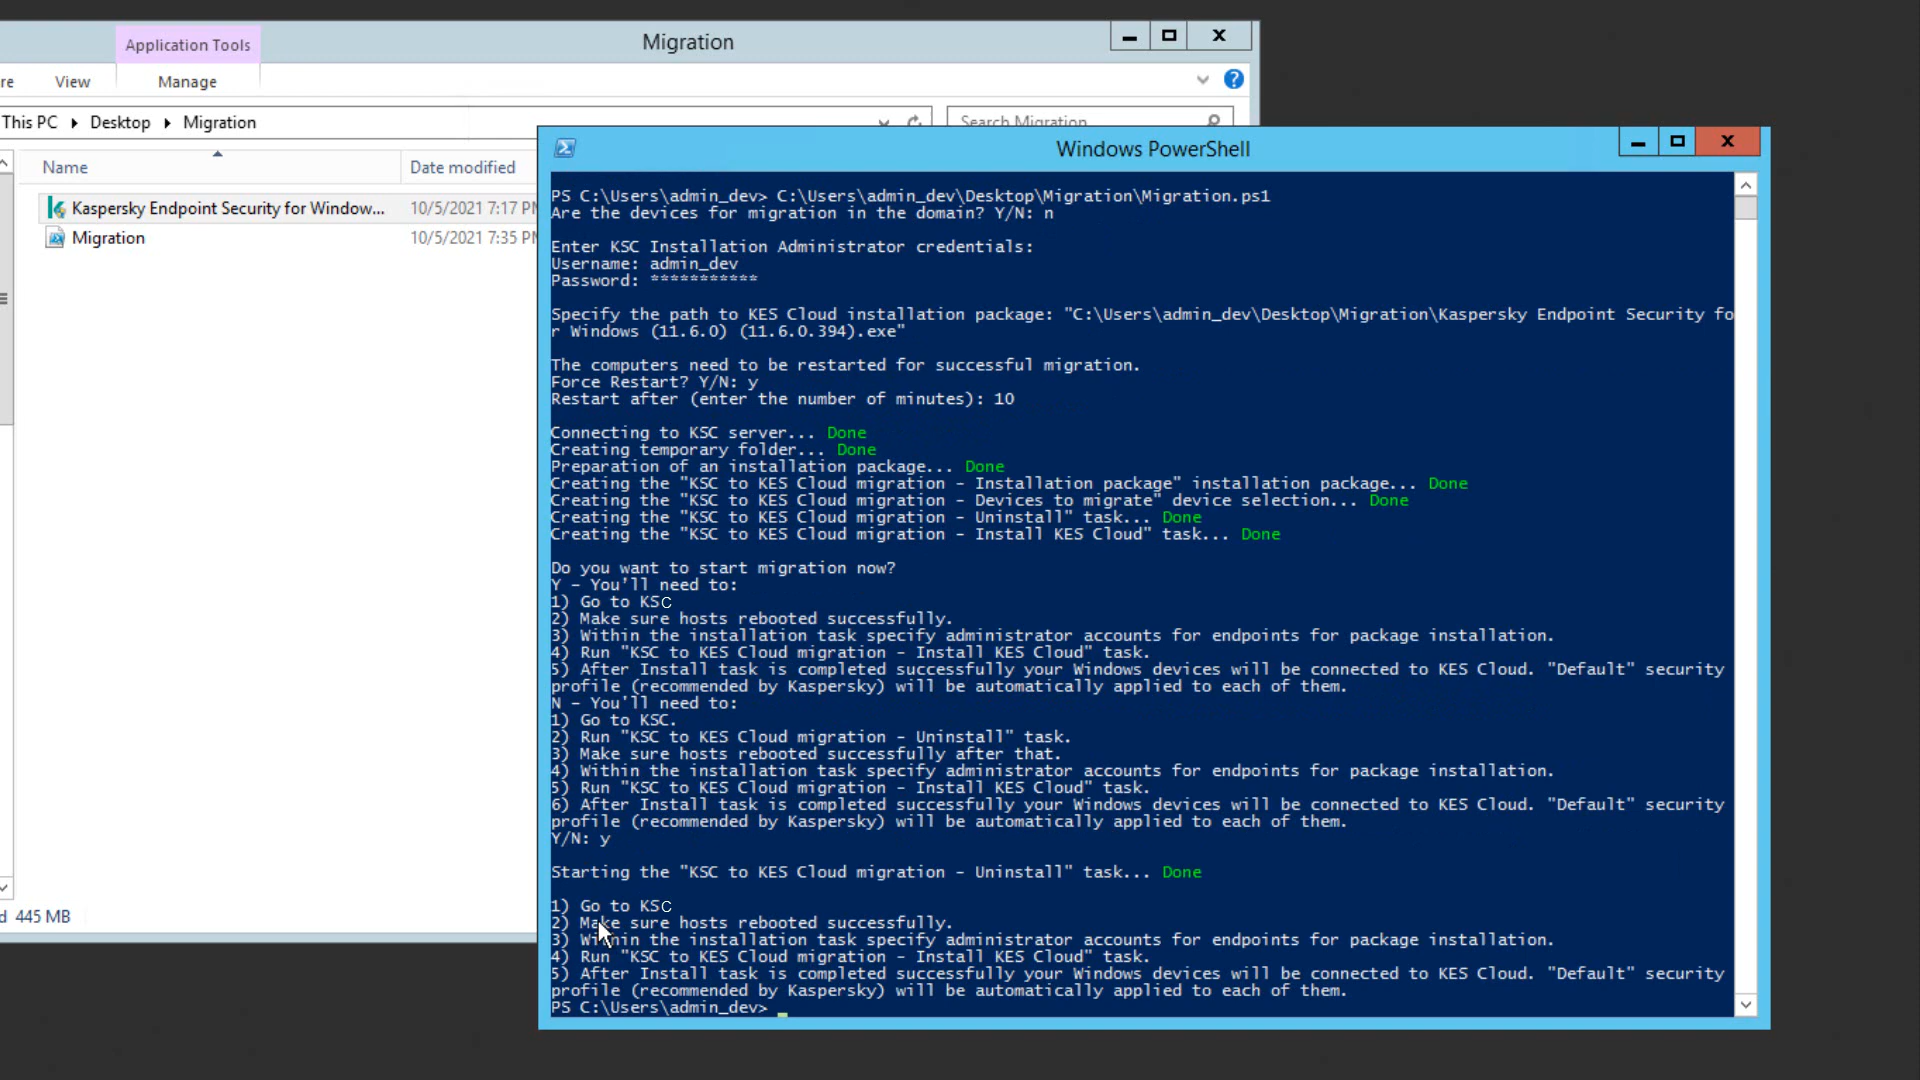 Application Tools
Migration
re
View
Manage
This PC
Desktop
Migration
Search Migration
Name
Date modified
Kaspersky Endpoint Security for Window...
10/5/2021 7:17 PM
Migration
10/5/2021 7:35 PM
d 445 MB
Windows PowerShell
PS C:\Users\admin_dev> C:\Users\admin_dev\Desktop\Migration\Migration.ps1
Are the devices for migration in the domain? Y/N: n
Enter KSC Installation Administrator credentials:
Username: admin_dev
Password: ***********
Specify the path to KES Cloud installation package: "C:\Users\admin_dev\Desktop\Migration\Kaspersky Endpoint Security fo
r Windows (11.6.0) (11.6.0.394).exe"
The computers need to be restarted for successful migration.
Force Restart? Y/N: y
Restart after (enter the number of minutes): 10
Connecting to KSC server... Done
Creating temporary folder... Done
Preparation of an installation package... Done
Creating the "KSC to KES Cloud migration - Installation package" installation package... Done
Creating the "KSC to KES Cloud migration - Devices to migrate" device selection... Done
Creating the "KSC to KES Cloud migration - Uninstall" task... Done
Creating the "KSC to KES Cloud migration - Install KES Cloud" task... Done
Do you want to start migration now?
Y - You'll need to:
1) Go to KSC
2) Make sure hosts rebooted successfully.
3) Within the installation task specify administrator accounts for endpoints for package installation.
4) Run "KSC to KES Cloud migration - Install KES Cloud" task.
5) After Install task is completed successfully your Windows devices will be connected to KES Cloud. "Default" security
profile (recommended by Kaspersky) will be automatically applied to each of them.
N - You'll need to:
1) Go to KSC.
2) Run "KSC to KES Cloud migration - Uninstall" task.
3) Make sure hosts rebooted successfully after that.
4) Within the installation task specify administrator accounts for endpoints for package installation.
5) Run "KSC to KES Cloud migration - Install KES Cloud" task.
6) After Install task is completed successfully your Windows devices will be connected to KES Cloud. "Default" security
profile (recommended by Kaspersky) will be automatically applied to each of them.
Y/N: y
Starting the "KSC to KES Cloud migration - Uninstall" task... Done
1) Go to KSC
2) Make sure hosts rebooted successfully.
3) Within the installation task specify administrator accounts for endpoints for package installation.
4) Run "KSC to KES Cloud migration - Install KES Cloud" task.
5) After Install task is completed successfully your Windows devices will be connected to KES Cloud. "Default" security
profile (recommended by Kaspersky) will be automatically applied to each of them.
PS C:\Users\admin_dev>